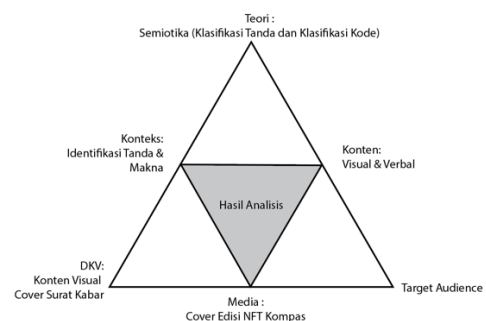 Teori :
Semiotika (Klasifikasi Tanda dan Klasifikasi Kode)
Konteks:
Identifikasi Tanda &
Makna
Konten:
Visual & Verbal
Hasil Analisis
DKV:
Konten Visual
Cover Surat Kabar
Target Audience
Media :
Cover Edisi NFT Kompas